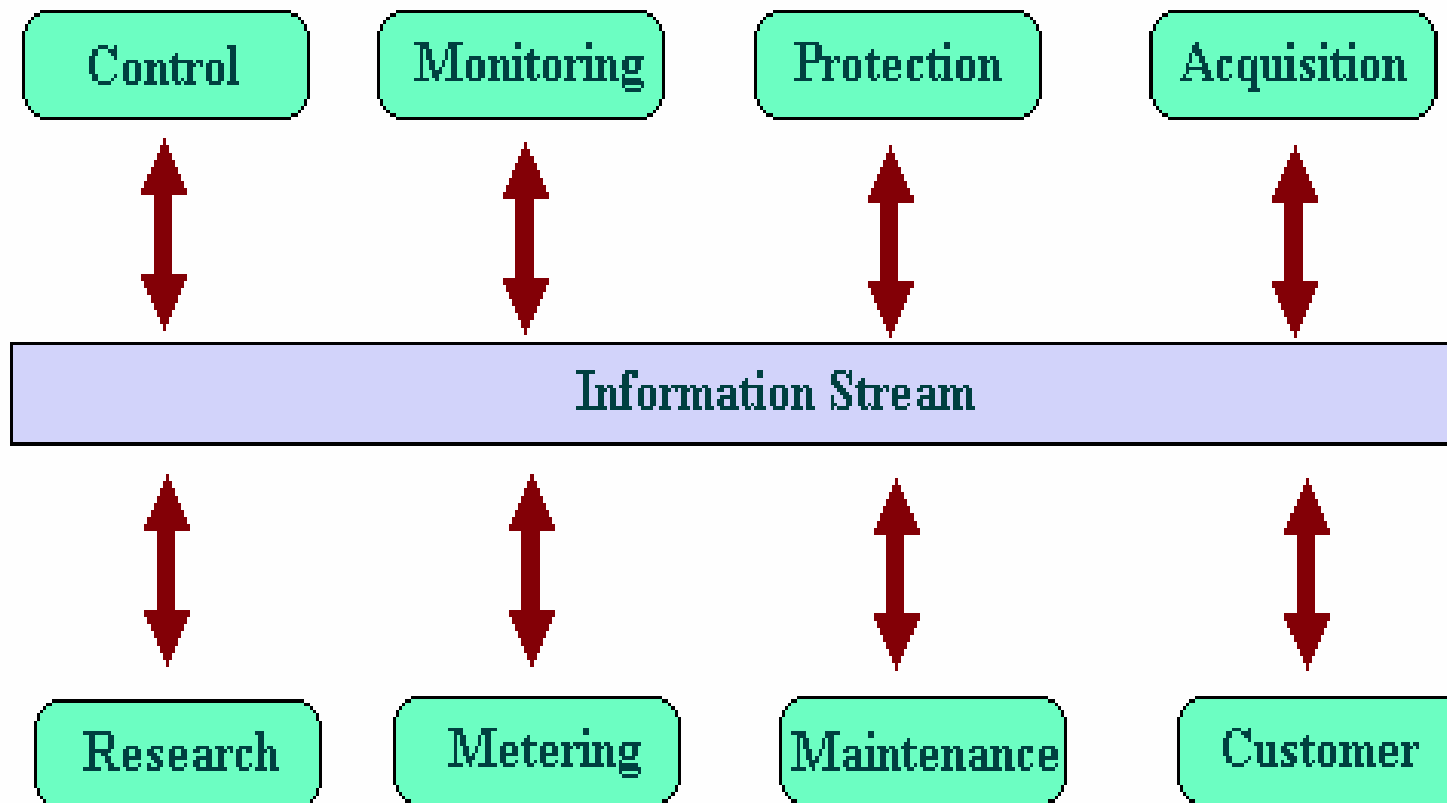 Control
Monitoring
Protection
Acquisition
Information Stream
Research
Metering
Maintenance
Customer